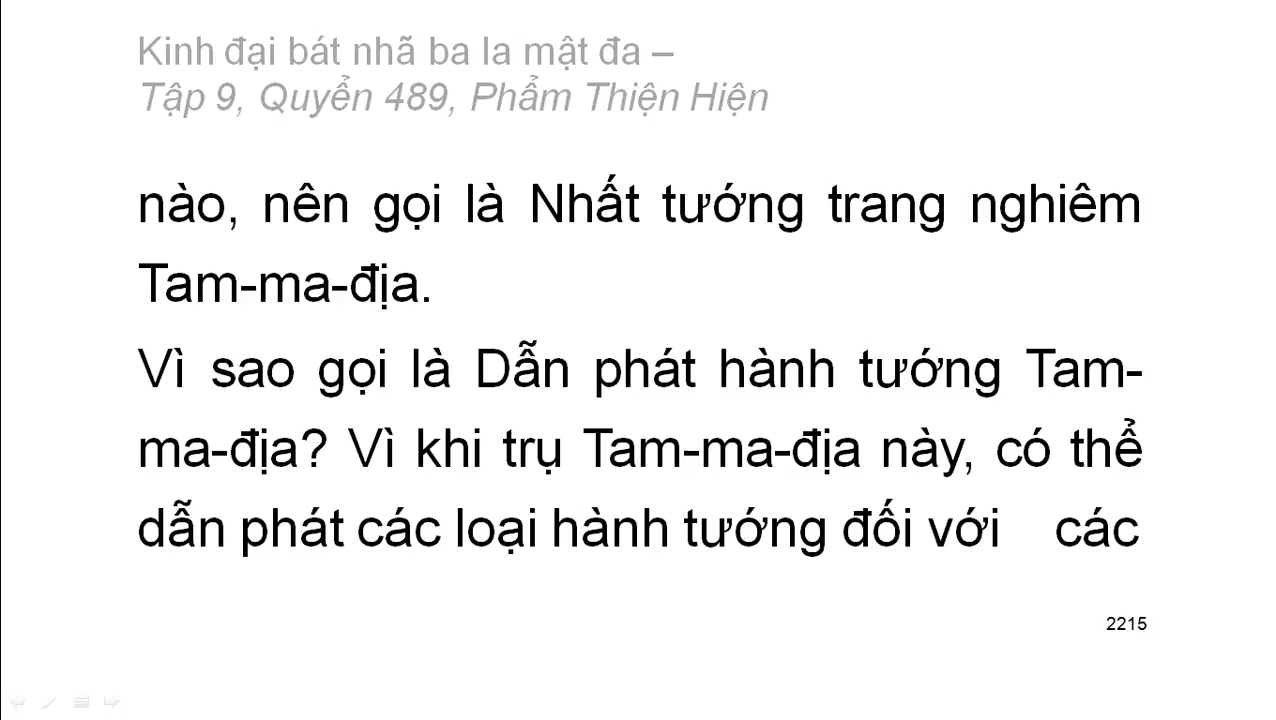 Kinh đại bát nhã ba la mật đa –
Tập 9, Quyển 489, Phẩm Thiện Hiện
nào, nên gọi là Nhất tướng trang nghiêm
Tam-ma-địa.
Vì sao gọi là Dẫn phát hành tướng Tam-
ma-địa? Vì khi trụ Tam-ma-địa này, có thể
dẫn phát các loại hành tướng đối với các
2215